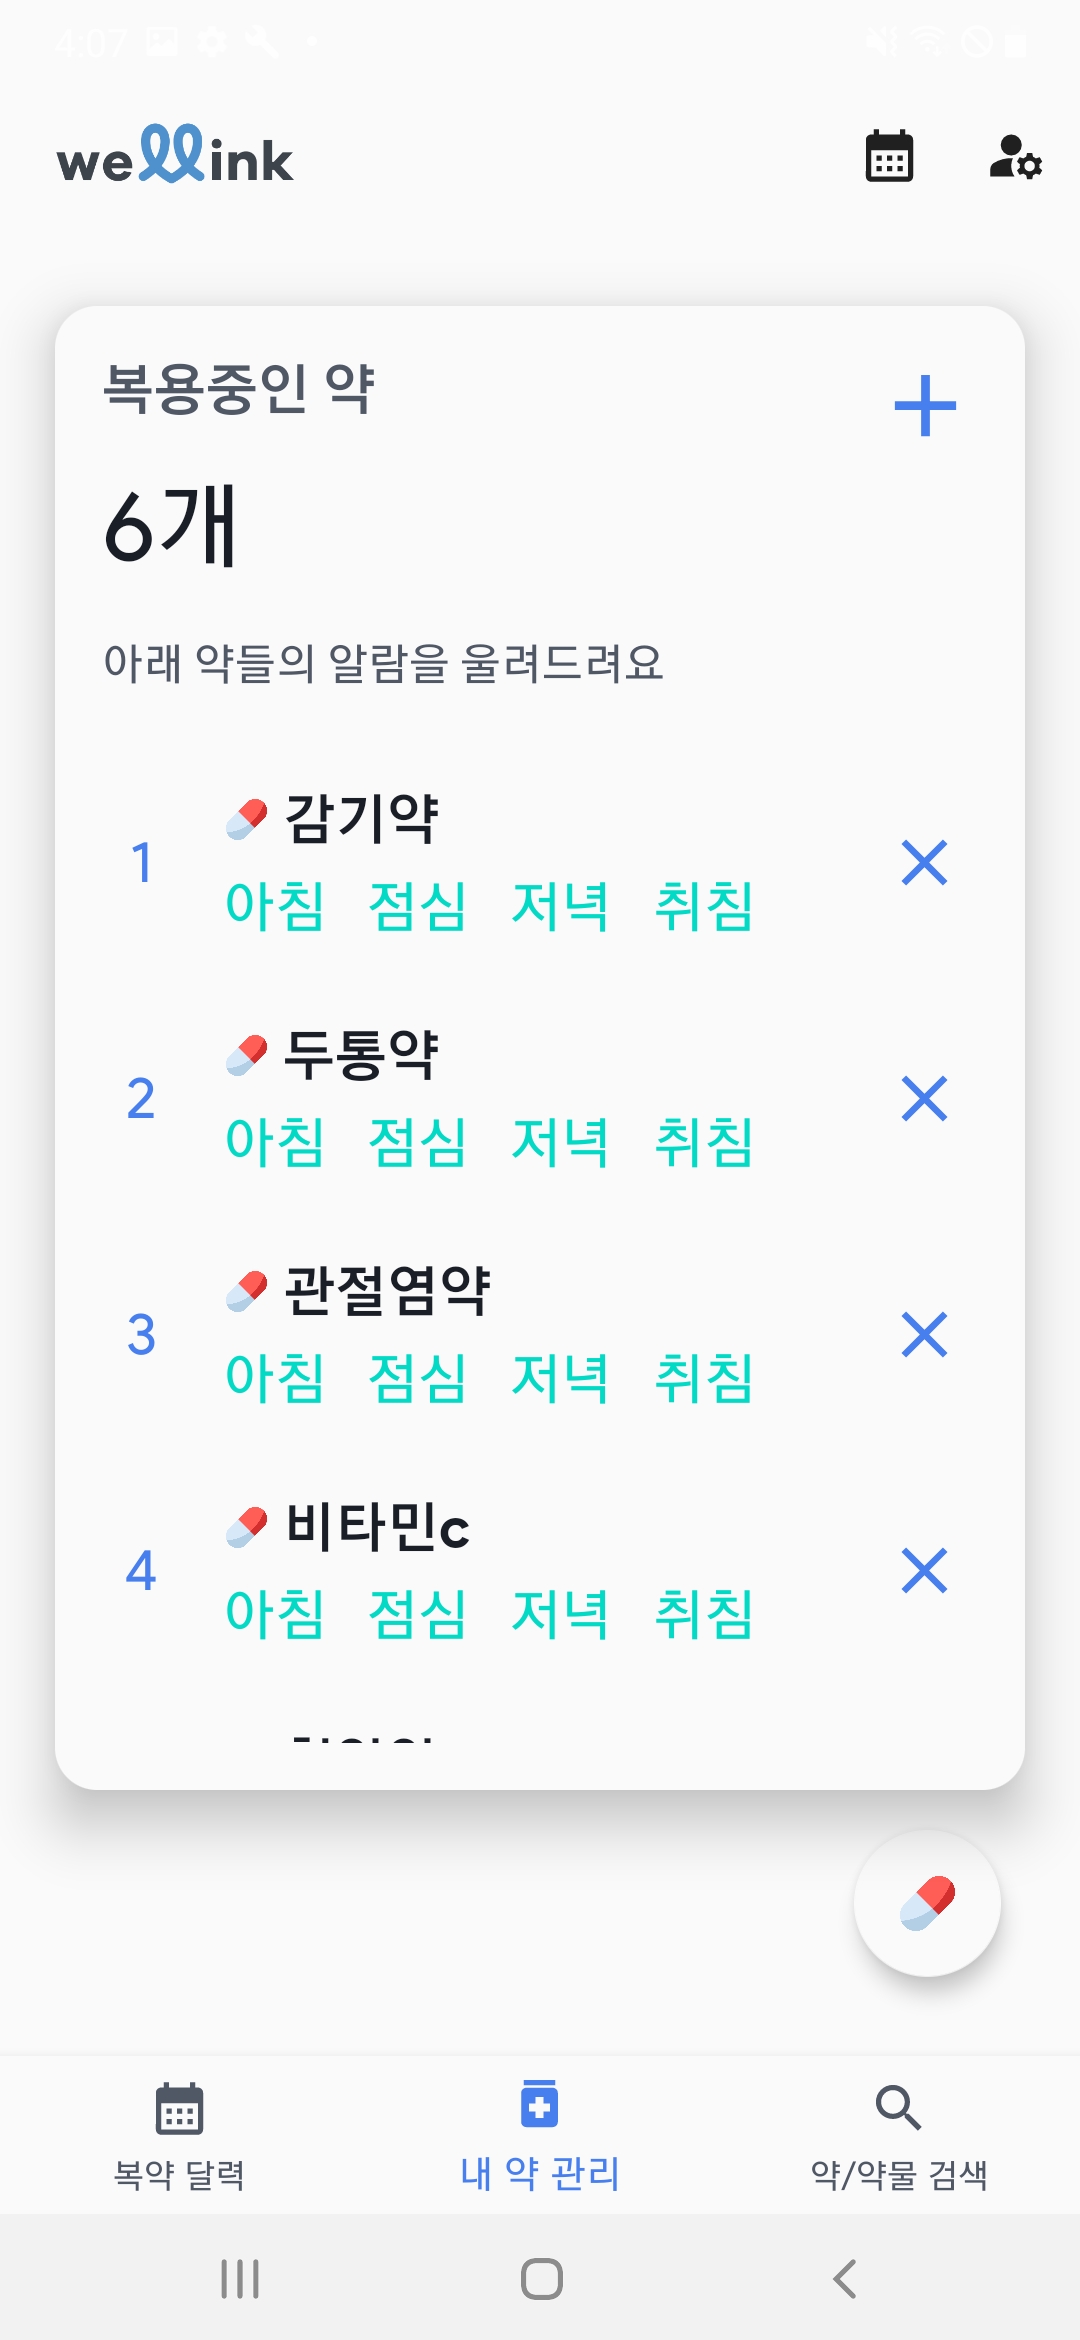 4:07
wellink
복용중인 약
6개
아래 약들의 알람을 울려드려요
1
감기약
아침 점심 저녁 취침
2
두통약
아침 점심 저녁 취침
3
관절염약
아침 점심 저녁 취침
4
비타민c
아침 점심 저녁 취침
복약 달력
내 약 관리
약/약물 검색